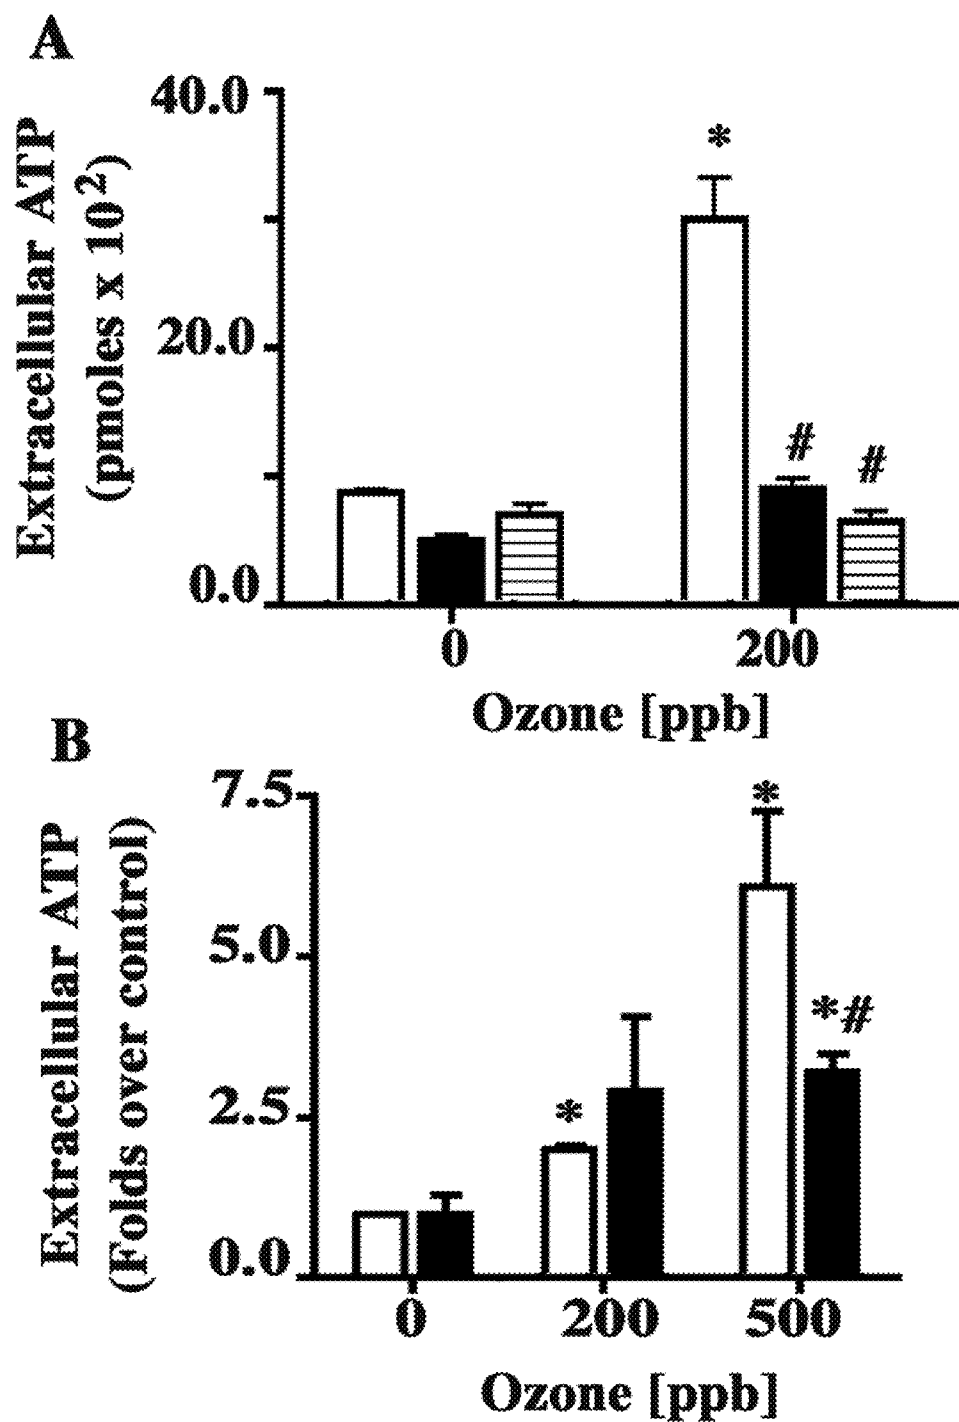 A
Extracellular ATP
(pmoles x 10²)
40.0
20.0
0.0
*
#
#
0
200
Ozone [ppb]
B
Extracellular ATP
(Folds over control)
7.5
5.0
2.5
0.0
*
*
*#
0
200
500
Ozone [ppb]